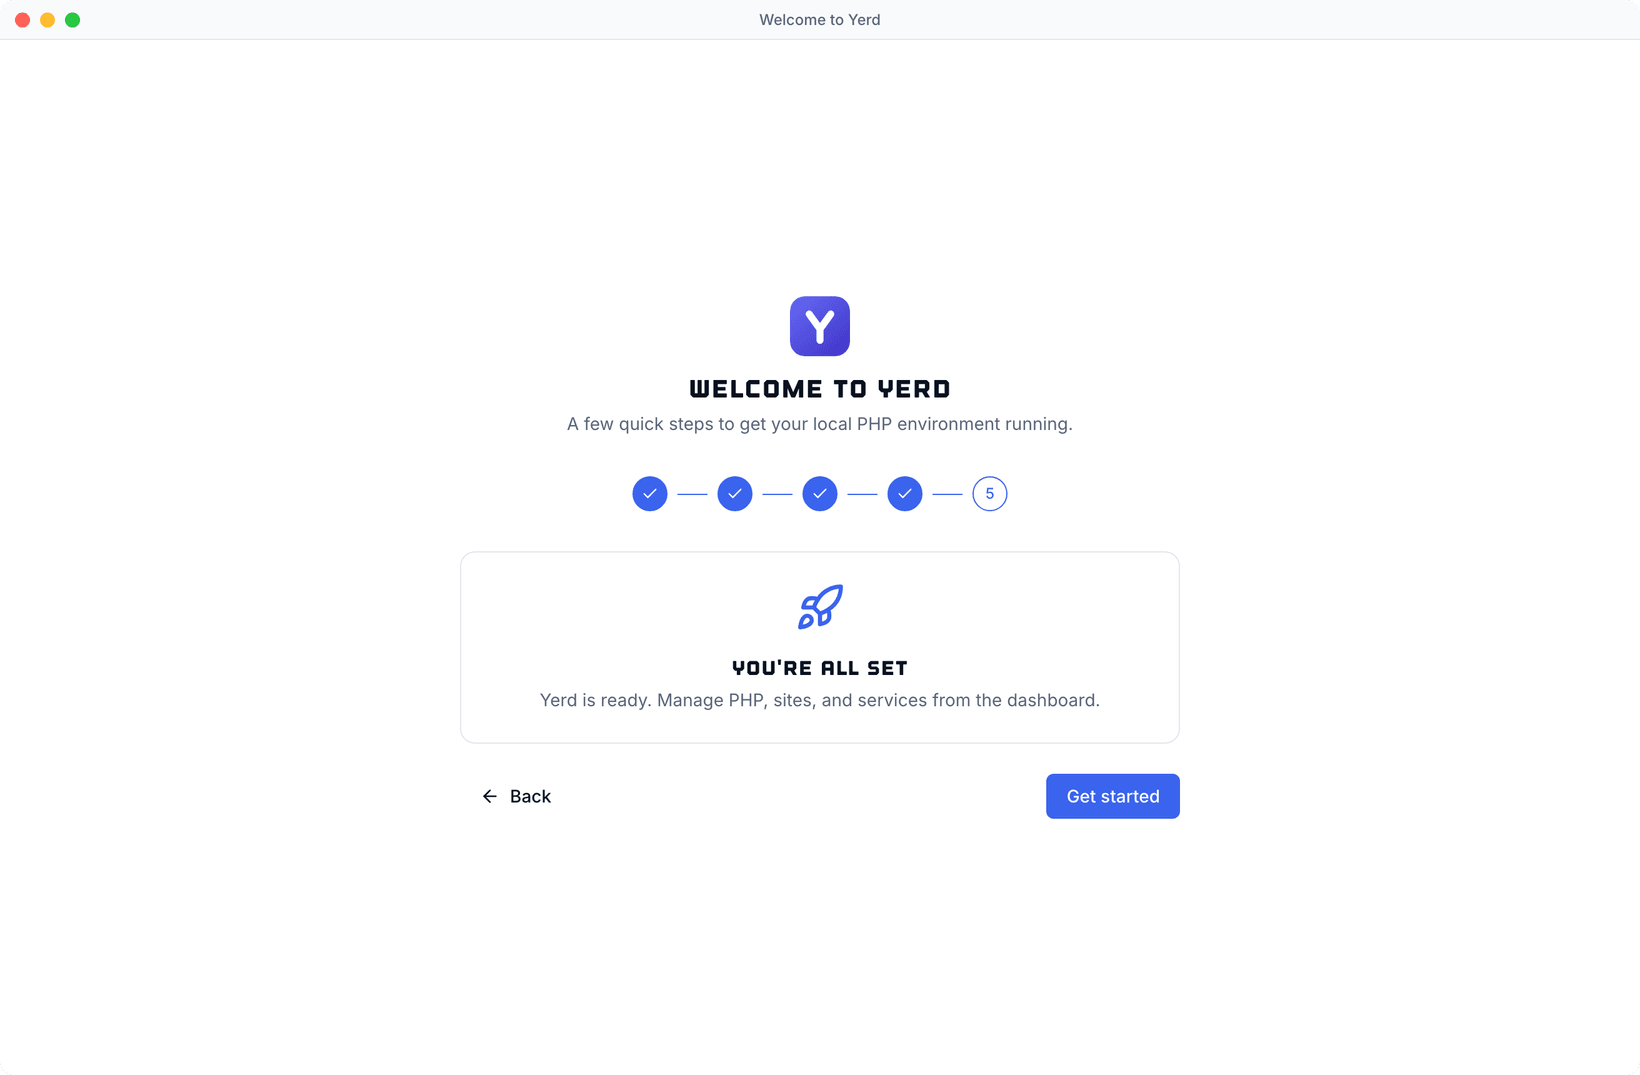 Welcome to Yerd
Y
WELCOME TO YERD
A few quick steps to get your local PHP environment running.
5
YOU'RE ALL SET
Yerd is ready. Manage PHP, sites, and services from the dashboard.
Back
Get started